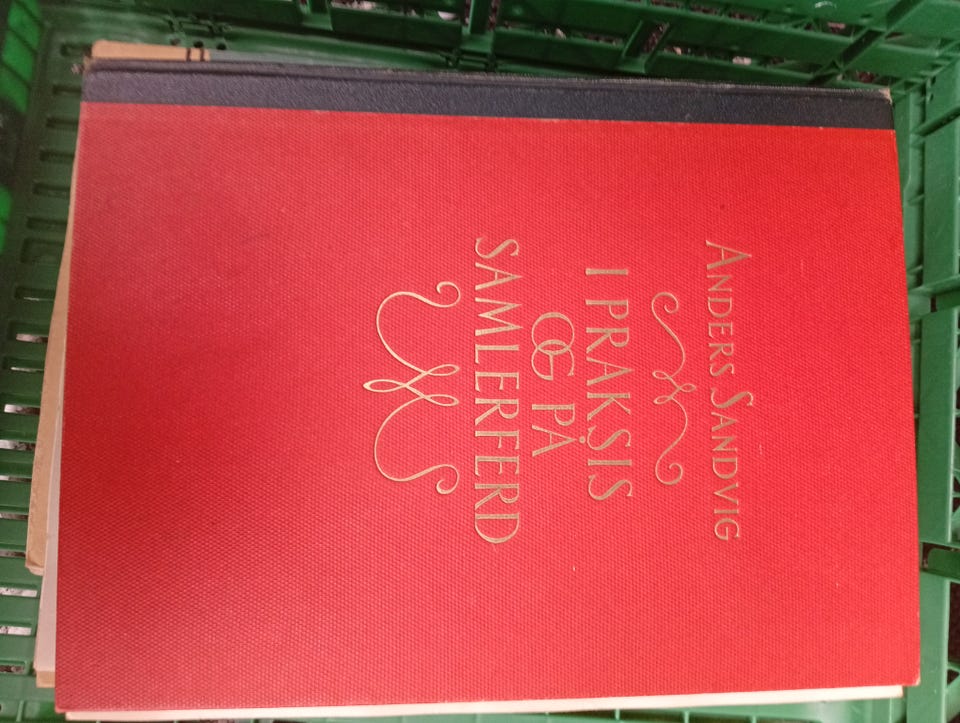 ANDERS SANDVIG
I PRAKSIS
OG PÅ
SAMLERFERD